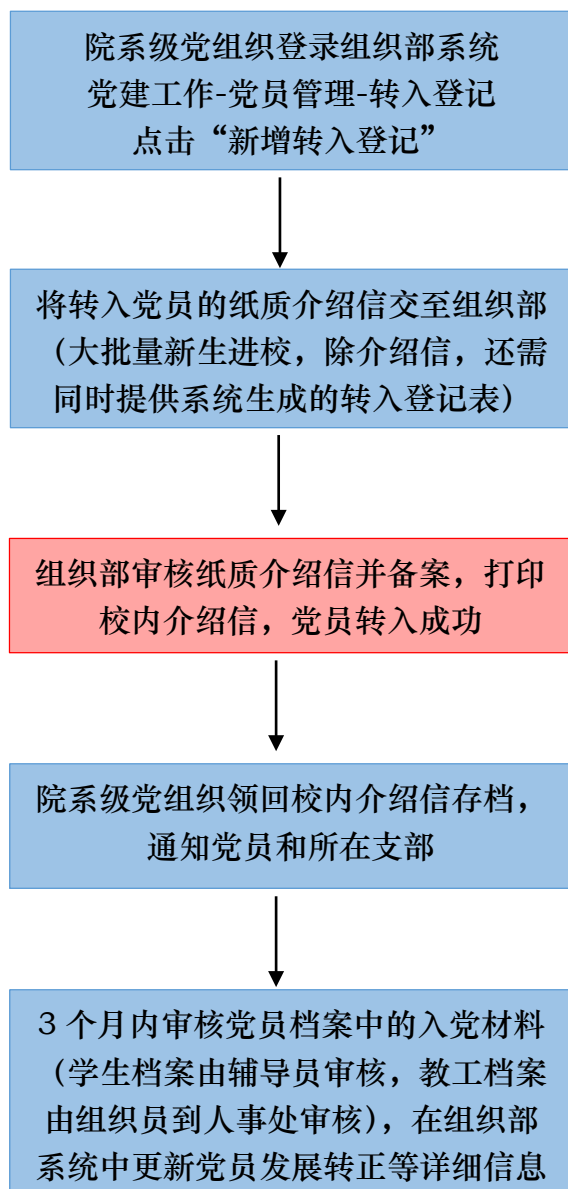 院系级党组织登录组织部系统
党建工作-党员管理-转入登记
点击“新增转入登记”
将转入党员的纸质介绍信交至组织部
（大批量新生进校，除介绍信，还需
同时提供系统生成的转入登记表）
组织部审核纸质介绍信并备案，打印
校内介绍信，党员转入成功
院系级党组织领回校内介绍信存档，
通知党员和所在支部
3 个月内审核党员档案中的入党材料
（学生档案由辅导员审核，教工档案
由组织员到人事处审核），在组织部
系统中更新党员发展转正等详细信息